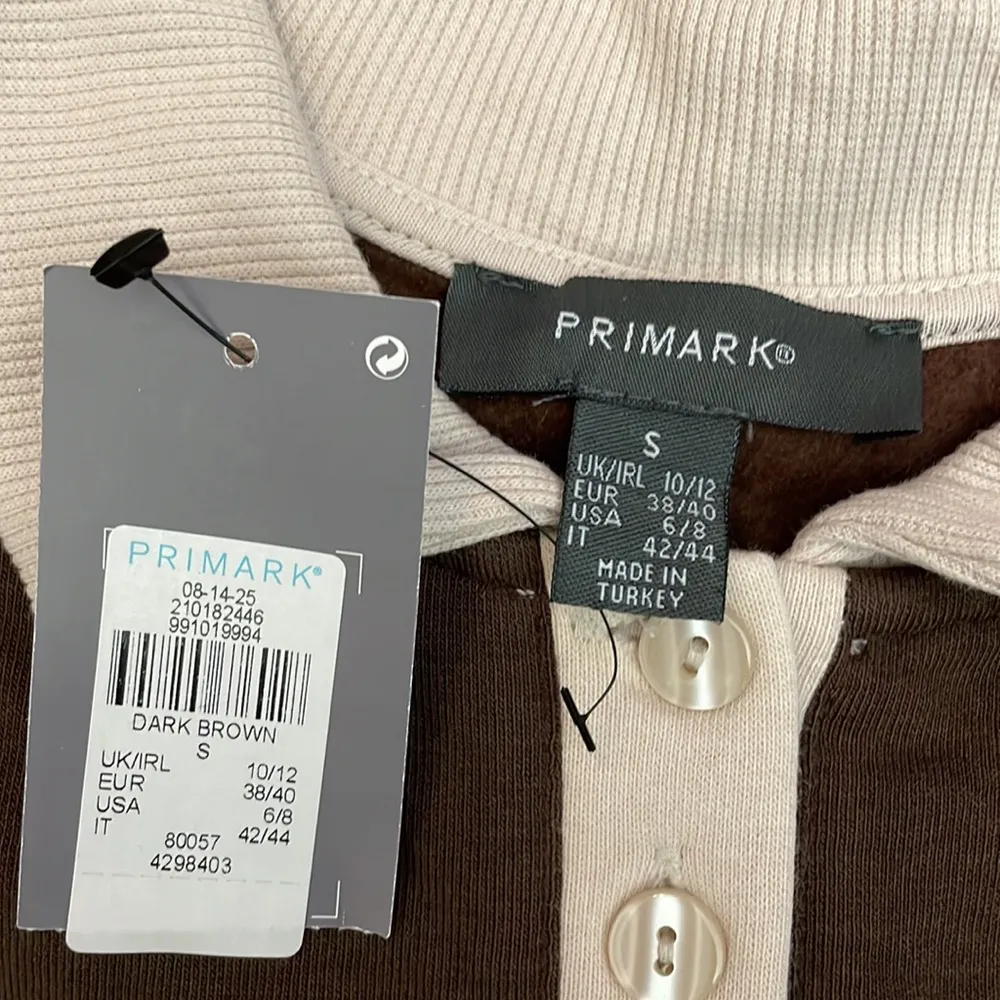 PRIMARK®
S
UK/IRL 10/12
EUR 38/40
USA 6/8
IT 42/44
MADE IN
TURKEY
PRIMARK®
08-14-25
210182446
991019994
DARK BROWN
S
UK/IRL 10/12
EUR 38/40
USA 6/8
IT 42/44
80057
4298403